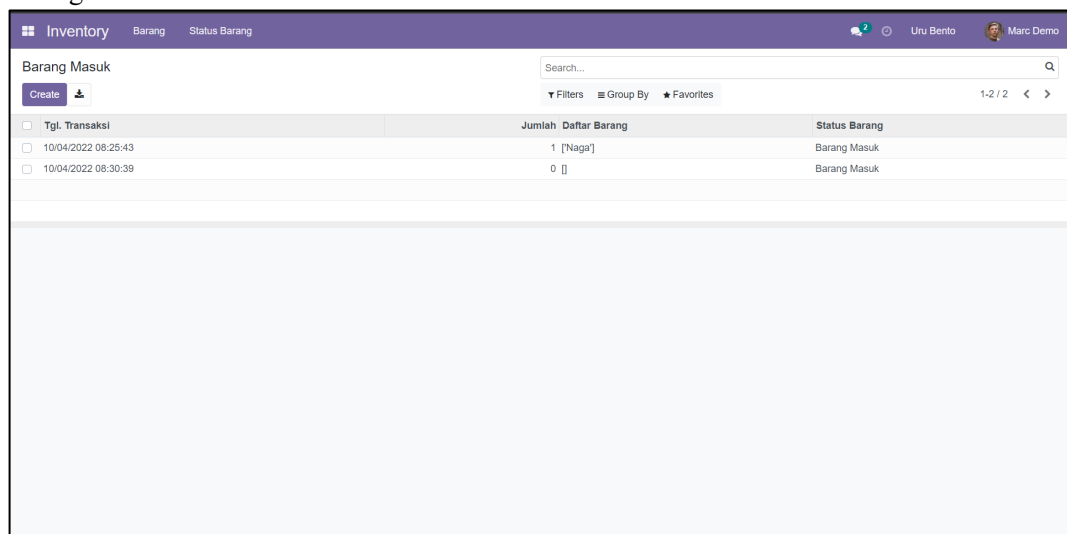 Inventory Barang Status Barang 2 Uru Bento Marc Demo
Barang Masuk Search...
Create Filters Group By Favorites 1-2 / 2
Tgl. Transaksi Jumlah Daftar Barang Status Barang
10/04/2022 08:25:43 1 ['Naga'] Barang Masuk
10/04/2022 08:30:39 0 [] Barang Masuk